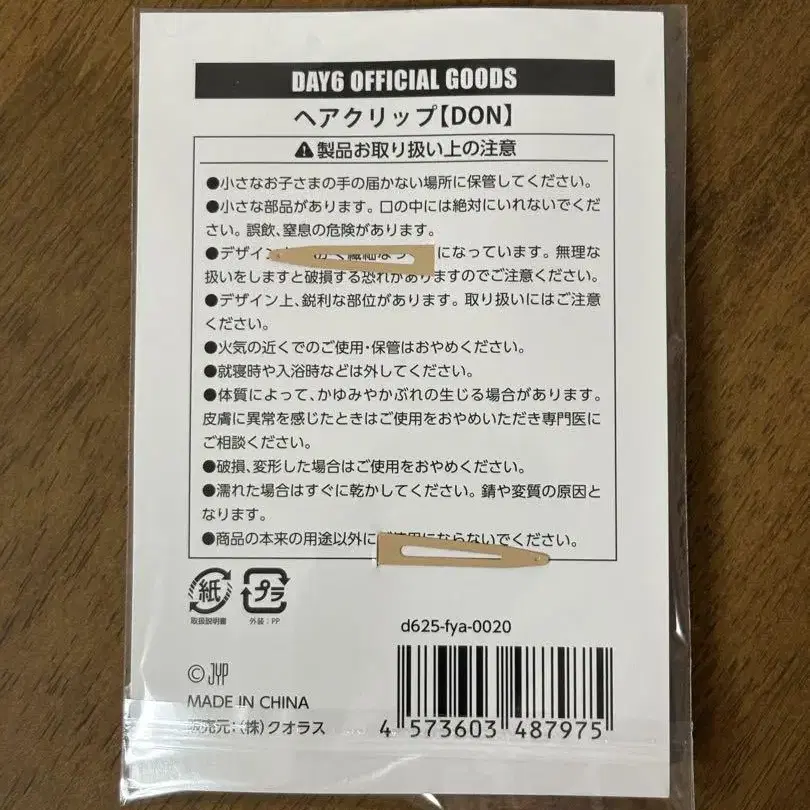 DAY6 OFFICIAL GOODS
ヘアクリップ【DON】
製品お取り扱い上の注意
●小さなお子さまの手の届かない場所に保管してください。
●小さな部品があります。口の中には絶対にいれないでくだ
さい。誤飲、窒息の危険があります。
●デザイン になっています。無理な
扱いをしますと破損する恐れがありますのでご注意ください。
●デザイン上、鋭利な部位があります。取り扱いにはご注意
ください。
●火気の近くでのご使用・保管はおやめください。
●就寝時や入浴時などは外してください。
●体質によって、かゆみやかぶれの生じる場合があります。
皮膚に異常を感じたときはご使用をおやめいただき専門医に
ご相談ください。
●破損、変形した場合はご使用をおやめください。
●濡れた場合はすぐに乾かしてください。錆や変質の原因と
なります。
●商品の本来の用途以外にご使用にならないでください。
紙 プラ
取扱説明書 外装：PP
d625-fya-0020
© JYP
MADE IN CHINA
販売元：（株）クオラス
4 573603 487975